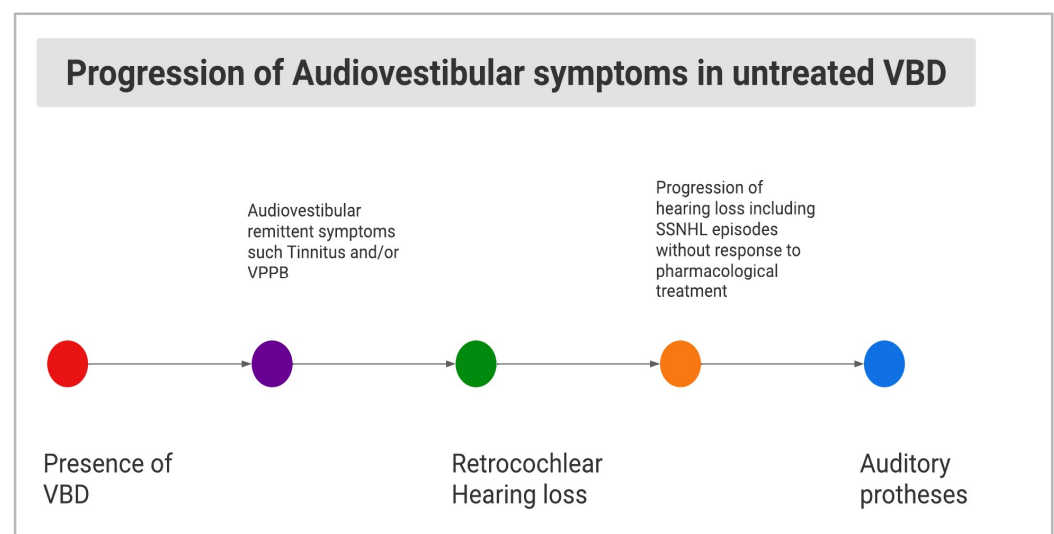 Progression of Audiovestibular symptoms in untreated VBD
Audiovestibular
remittent symptoms
such Tinnitus and/or
VPPB
Progression of
hearing loss including
SSNHL episodes
without response to
pharmacological
treatment
Presence of
VBD
Retrocochlear
Hearing loss
Auditory
protheses